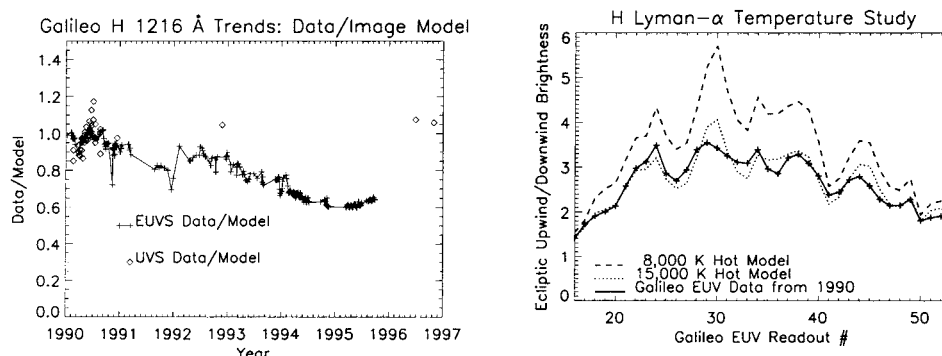 Galileo H 1216 Å Trends: Data/Image Model
Data/Model
1.4
1.2
1.0
0.8
0.6
0.4
0.2
0.0
EUVS Data/Model
UVS Data/Model
1990 1991 1992 1993 1994 1995 1996 1997
Year
H Lyman-α Temperature Study
Ecliptic Upwind/Downwind Brightness
6
5
4
3
2
1
0
8,000 K Hot Model
15,000 K Hot Model
Galileo EUV Data from 1990
20 30 40 50
Galileo EUV Readout #